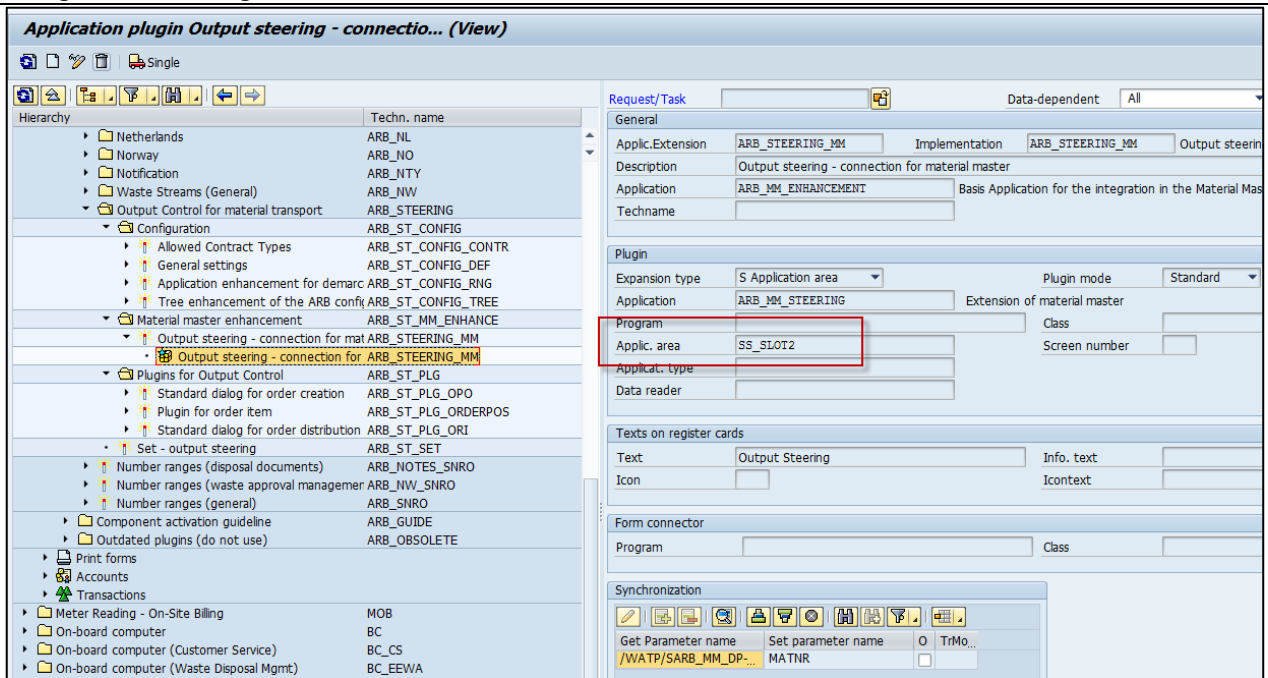 Application plugin Output steering - connectio... (View)
Single
Hierarchy Techn. name
Netherlands ARB_NL
Norway ARB_NO
Notification ARB_NTY
Waste Streams (General) ARB_NW
Output Control for material transport ARB_STEERING
Configuration ARB_ST_CONFIG
Allowed Contract Types ARB_ST_CONFIG_CONTR
General settings ARB_ST_CONFIG_DEF
Application enhancement for demarc ARB_ST_CONFIG_RNG
Tree enhancement of the ARB config ARB_ST_CONFIG_TREE
Material master enhancement ARB_ST_MM_ENHANCE
Output steering - connection for mat ARB_STEERING_MM
Output steering - connection for ARB_STEERING_MM
Plugins for Output Control ARB_ST_PLG
Standard dialog for order creation ARB_ST_PLG_OPO
Plugin for order item ARB_ST_PLG_ORDERPOS
Standard dialog for order distribution ARB_ST_PLG_ORI
Set - output steering ARB_ST_SET
Number ranges (disposal documents) ARB_NOTES_SNRO
Number ranges (waste approval managemer ARB_NW_SNRO
Number ranges (general) ARB_SNRO
Component activation guideline ARB_GUIDE
Outdated plugins (do not use) ARB_OBSOLETE
Print forms
Accounts
Transactions
Meter Reading - On-Site Billing MOB
On-board computer BC
On-board computer (Customer Service) BC_CS
On-board computer (Waste Disposal Mgmt) BC_EEWA
Request/Task Data-dependent All
General
Applic.Extension ARB_STEERING_MM Implementation ARB_STEERING_MM Output steerin
Description Output steering - connection for material master
Application ARB_MM_ENHANCEMENT Basis Application for the integration in the Material Mas
Techname
Plugin
Expansion type S Application area Plugin mode Standard
Application ARB_MM_STEERING Extension of material master
Program Class
Applic. area SS_SLOT2 Screen number
Applicat. type
Data reader
Texts on register cards
Text Output Steering Info. text
Icon Icontext
Form connector
Program Class
Synchronization
Get Parameter name Set parameter name O TrMo...
/WATP/SARB_MM_DP-... MATNR